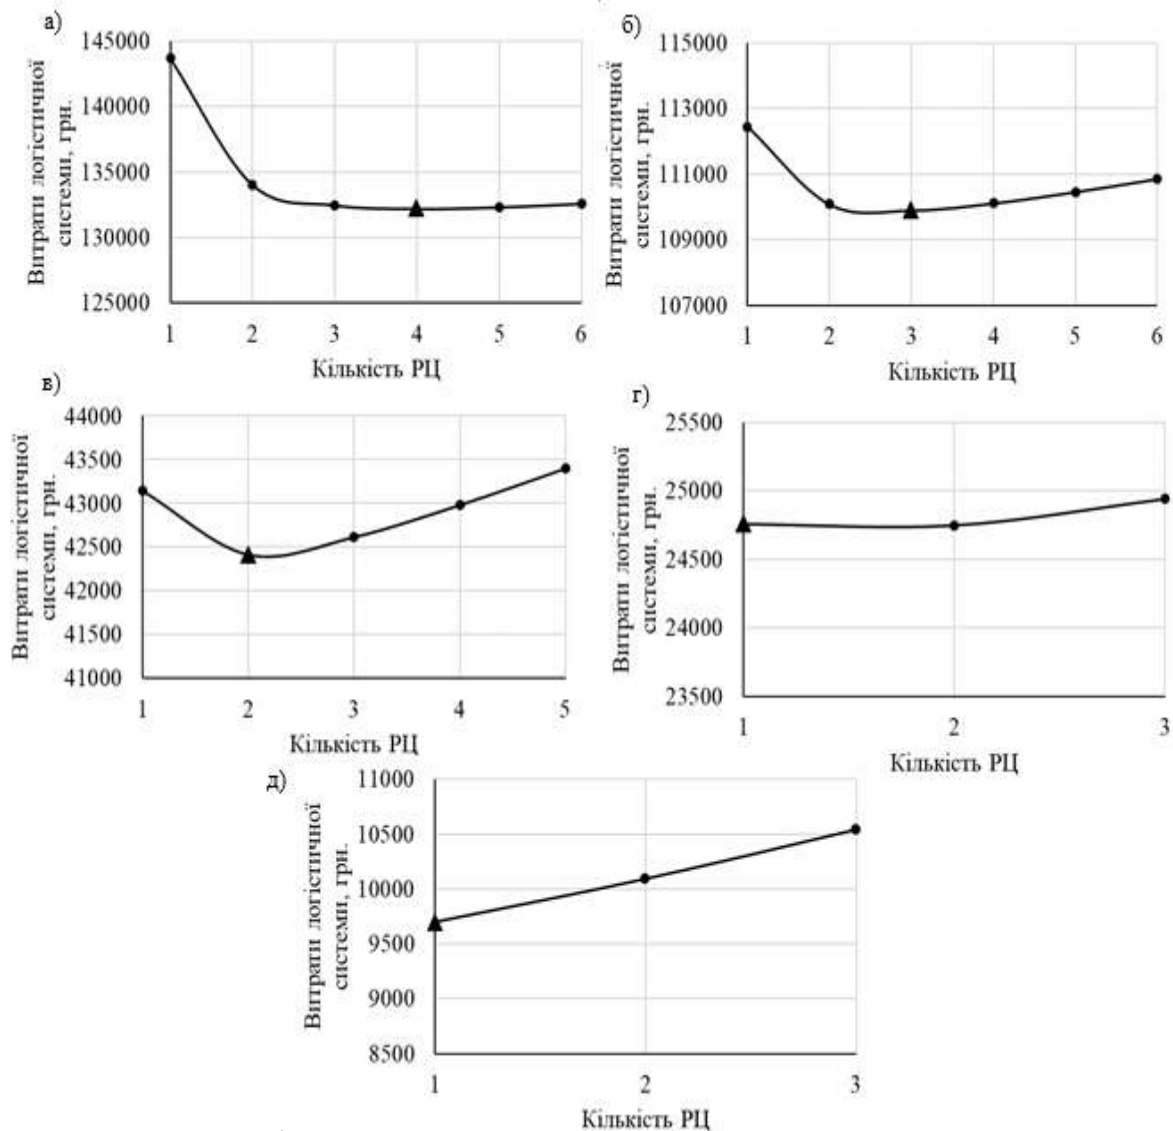 а)
Витрати логістичної
системи, грн.
145000
140000
135000
130000
125000
1 2 3 4 5 6
Кількість РЦ
б)
Витрати логістичної
системи, грн.
115000
113000
111000
109000
107000
1 2 3 4 5 6
Кількість РЦ
в)
Витрати логістичної
системи, грн.
44000
43500
43000
42500
42000
41500
41000
1 2 3 4 5
Кількість РЦ
г)
Витрати логістичної
системи, грн.
25500
25000
24500
24000
23500
1 2 3
Кількість РЦ
д)
Витрати логістичної
системи, грн.
11000
10500
10000
9500
9000
8500
1 2 3
Кількість РЦ